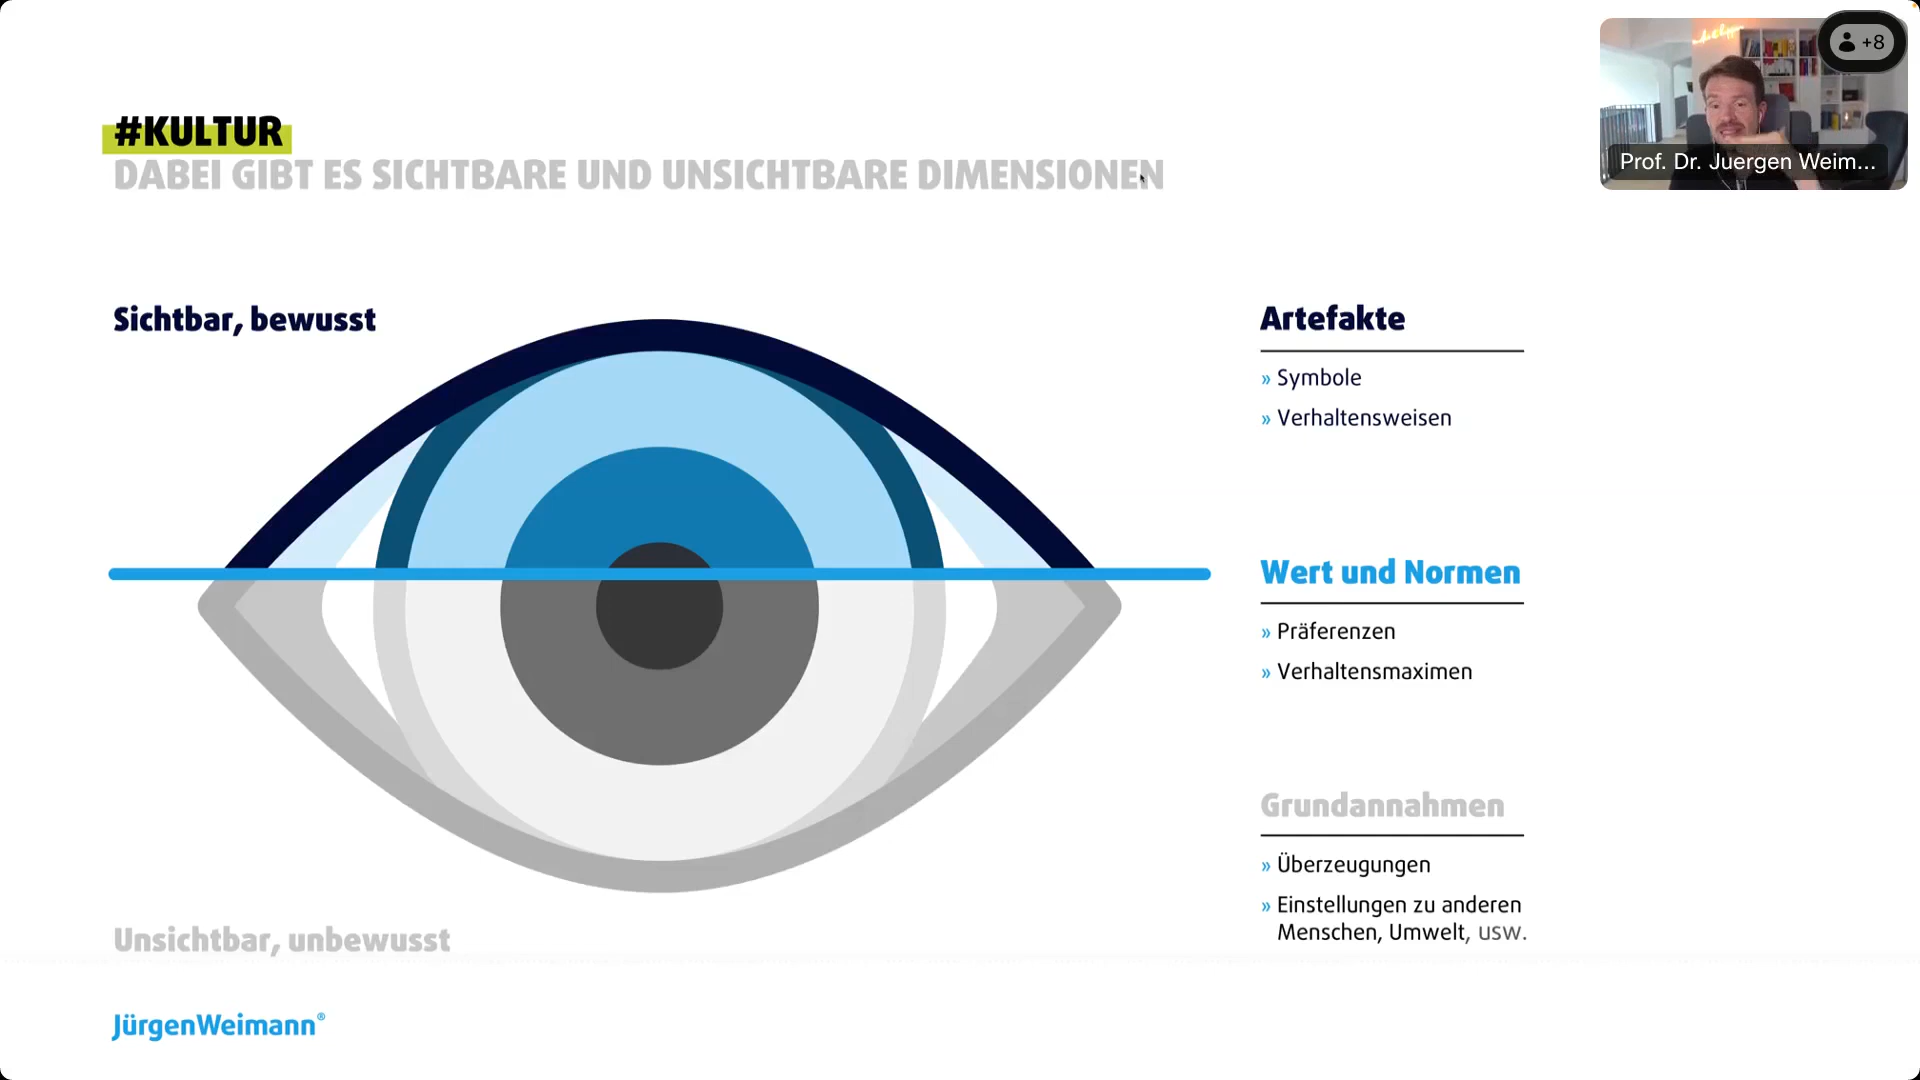 #KULTUR
DABEI GIBT ES SICHTBARE UND UNSICHTBARE DIMENSIONEN
+8
Prof. Dr. Juergen Weim...
Sichtbar, bewusst
Artefakte
» Symbole
» Verhaltensweisen
Wert und Normen
» Präferenzen
» Verhaltensmaximen
Grundannahmen
» Überzeugungen
» Einstellungen zu anderen
Menschen, Umwelt, usw.
Unsichtbar, unbewusst
JürgenWeimann®